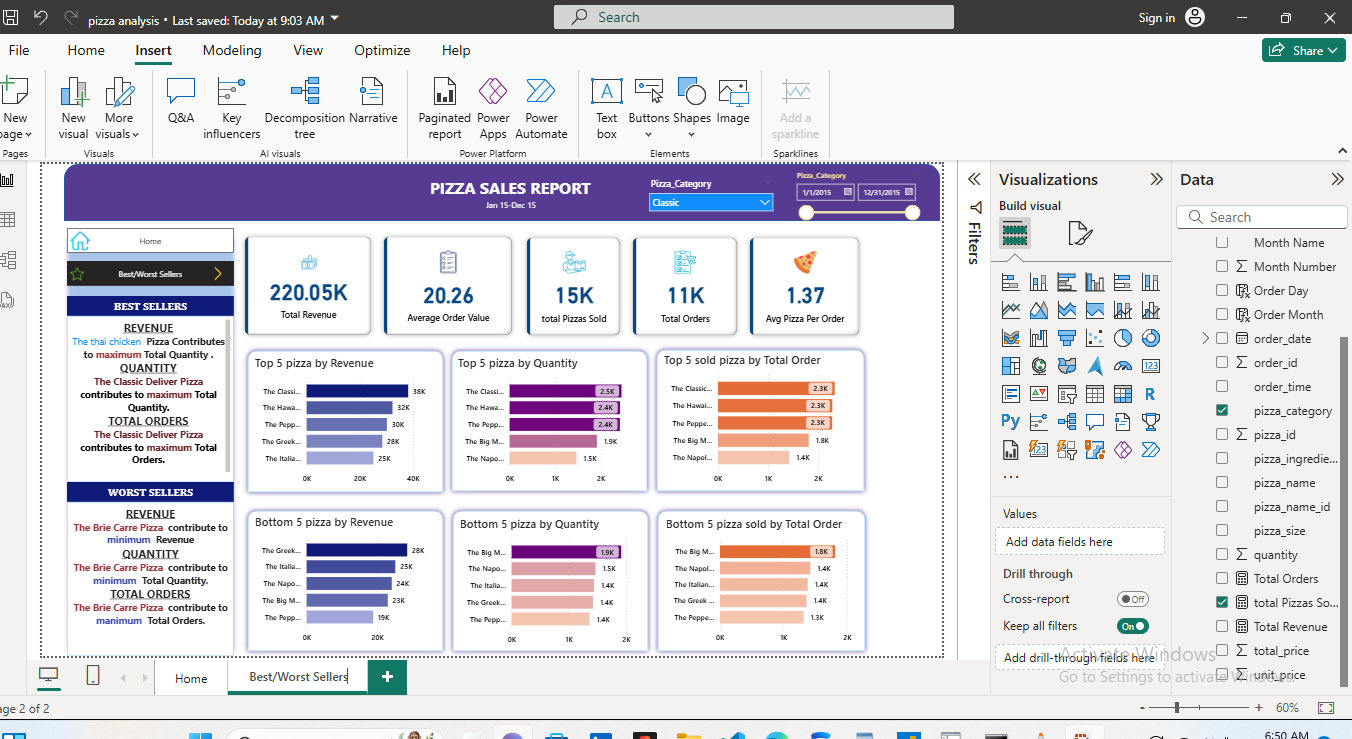 pizza analysis • Last saved: Today at 9:03 AM
Search
Sign in
File Home Insert Modeling View Optimize Help
Share
New page
New visual
More visuals
Q&A
Key influencers
Decomposition tree
Narrative
Paginated report
Power Apps
Power Automate
Text box
Buttons
Shapes
Image
Add a sparkline
Pages
Visuals
AI visuals
Power Platform
Elements
Sparklines
PIZZA SALES REPORT
Jan 15-Dec 15
Pizza_Category
Classic
Pizza_Category
1/1/2015
12/31/2015
Home
Best/Worst Sellers
BEST SELLERS
REVENUE
The thai chicken Pizza Contributes
to maximum Total Quantity .
QUANTITY
The Classic Deliver Pizza
contributes to maximum Total
Quantity.
TOTAL ORDERS
The Classic Deliver Pizza
contributes to maximum Total
Orders.
WORST SELLERS
REVENUE
The Brie Carre Pizza contribute to
minimum Revenue
QUANTITY
The Brie Carre Pizza contribute to
minimum Total Quantity.
TOTAL ORDERS
The Brie Carre Pizza contribute to
manimum Total Orders.
220.05K
Total Revenue
20.26
Average Order Value
15K
total Pizzas Sold
11K
Total Orders
1.37
Avg Pizza Per Order
Top 5 pizza by Revenue
The Classi... 38K
The Hawa... 32K
The Pepp... 30K
The Greek... 28K
The Italia... 25K
0K 20K 40K
Top 5 pizza by Quantity
The Classi... 2.5K
The Hawa... 2.4K
The Pepp... 2.4K
The Big M... 1.9K
The Napo... 1.5K
0K 1K 2K
Top 5 sold pizza by Total Order
The Classic... 2.3K
The Hawai... 2.3K
The Peppe... 2.3K
The Big M... 1.8K
The Napol... 1.4K
0K 1K 2K
Bottom 5 pizza by Revenue
The Greek... 28K
The Italia... 25K
The Napo... 24K
The Big M... 23K
The Pepp... 19K
0K 20K
Bottom 5 pizza by Quantity
The Big M... 1.9K
The Napo... 1.5K
The Italia... 1.4K
The Greek... 1.4K
The Pepp... 1.4K
0K 1K 2K
Bottom 5 pizza sold by Total Order
The Big M... 1.8K
The Napol... 1.4K
The Italian... 1.4K
The Greek ... 1.4K
The Peppe... 1.3K
0K 1K 2K
Filters
Visualizations
Build visual
123
R
Py
123
...
Values
Add data fields here
Drill through
Cross-report
Off
Keep all filters
On
Add drill-through fields here
Data
Search
Month Name
Month Number
Order Day
Order Month
order_date
order_id
order_time
pizza_category
pizza_id
pizza_ingredie...
pizza_name
pizza_name_id
pizza_size
quantity
Total Orders
total Pizzas So...
Total Revenue
total_price
unit_price
Activate Windows
Go to Settings to activate Windows.
Home
Best/Worst Sellers
+
age 2 of 2
- + 60%
6:50 AM